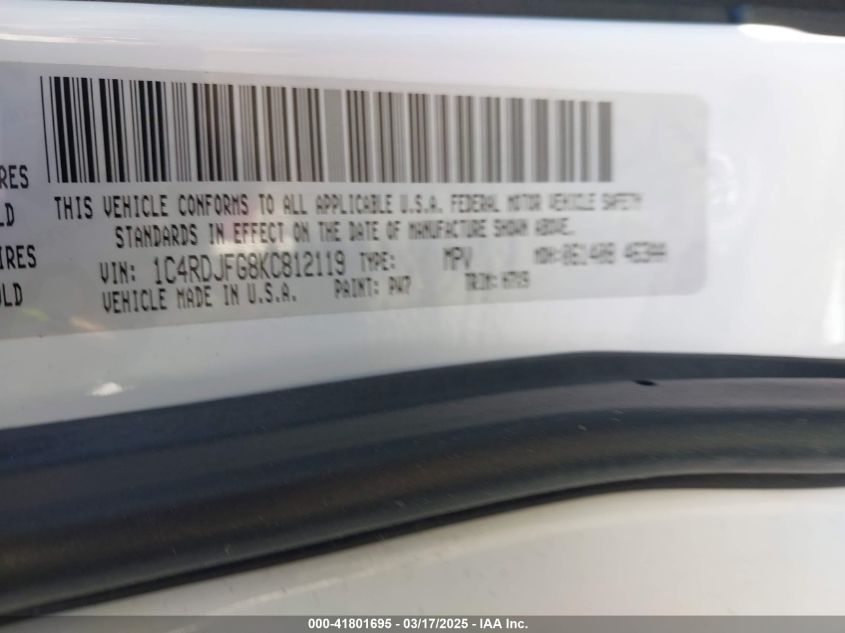 RES
LD
IRES
OLD
THIS VEHICLE CONFORMS TO ALL APPLICABLE U.S.A. FEDERAL MOTOR VEHICLE SAFETY
STANDARDS IN EFFECT ON THE DATE OF MANUFACTURE SHOWN ABOVE.
VIN: 1C4RDJFG8KC812119 TYPE: MPV MDH:
VEHICLE MADE IN U.S.A. PAINT: PW7 TRIM:
000-41801695 - 03/17/2025 - IAA Inc.